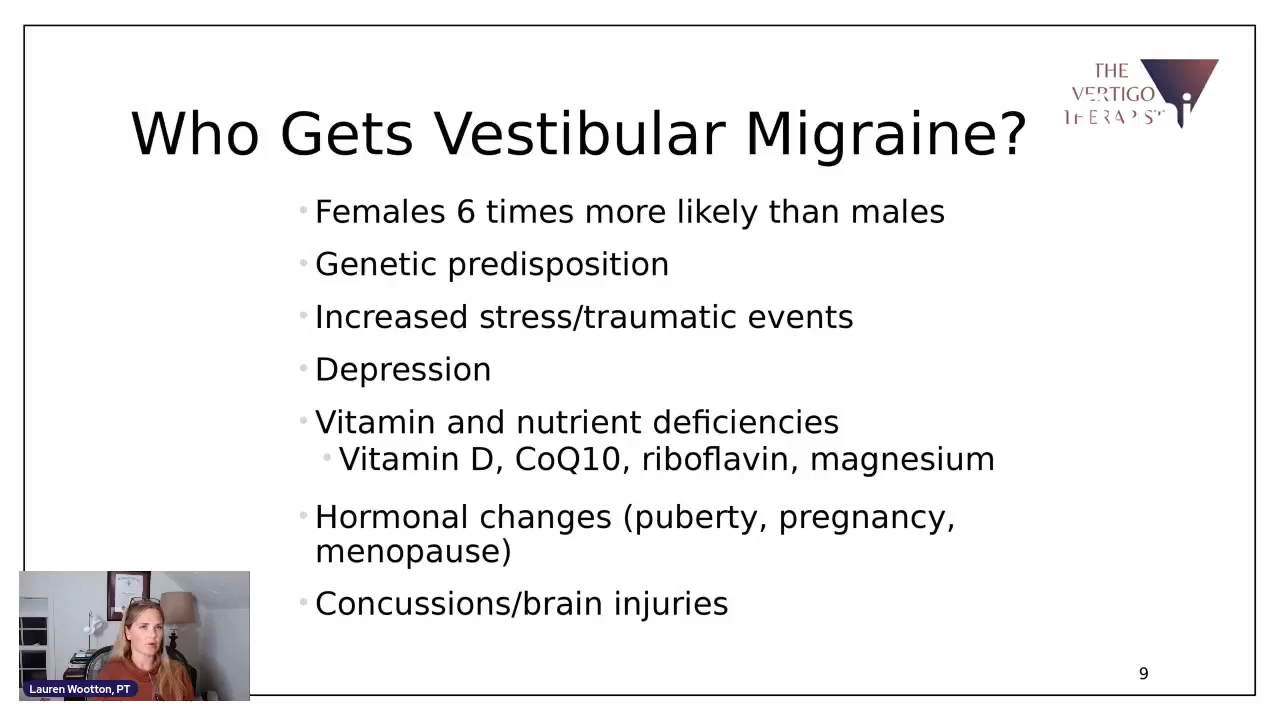 THE
VERTIGO
THERAPIST
Who Gets Vestibular Migraine?
• Females 6 times more likely than males
• Genetic predisposition
• Increased stress/traumatic events
• Depression
• Vitamin and nutrient deficiencies
• Vitamin D, CoQ10, riboflavin, magnesium
• Hormonal changes (puberty, pregnancy,
menopause)
• Concussions/brain injuries
Lauren Wootton, PT
9